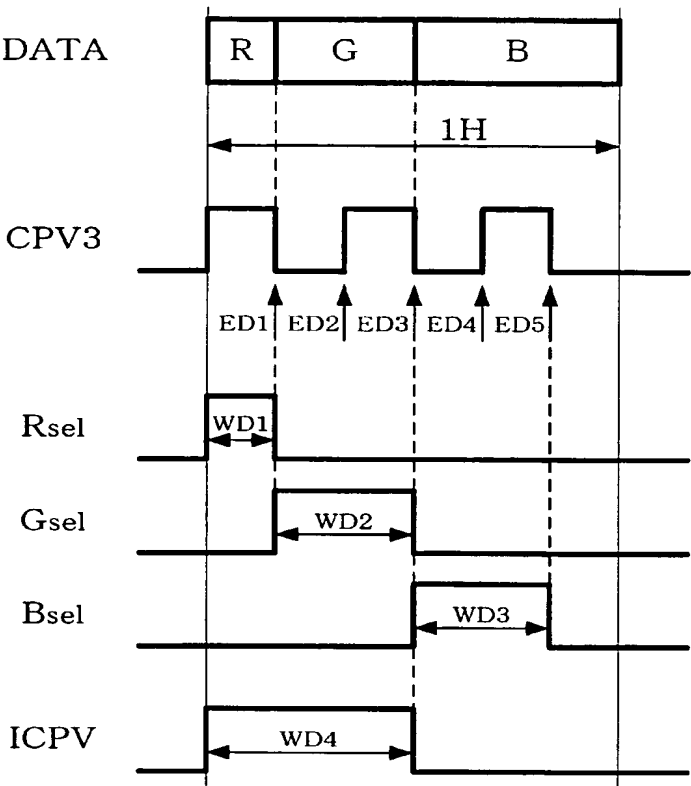 DATA R G B
1H
CPV3
ED1 ED2 ED3 ED4 ED5
Rsel WD1
Gsel WD2
Bsel WD3
ICPV WD4